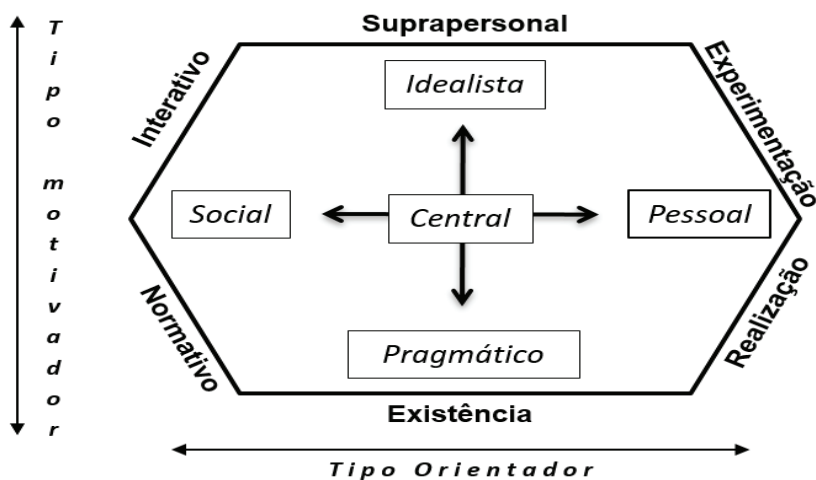 Tipo motivador
Suprapersonal
Interativo
Experimentação
Idealista
Social
Central
Pessoal
Normativo
Realização
Pragmático
Existência
Tipo Orientador